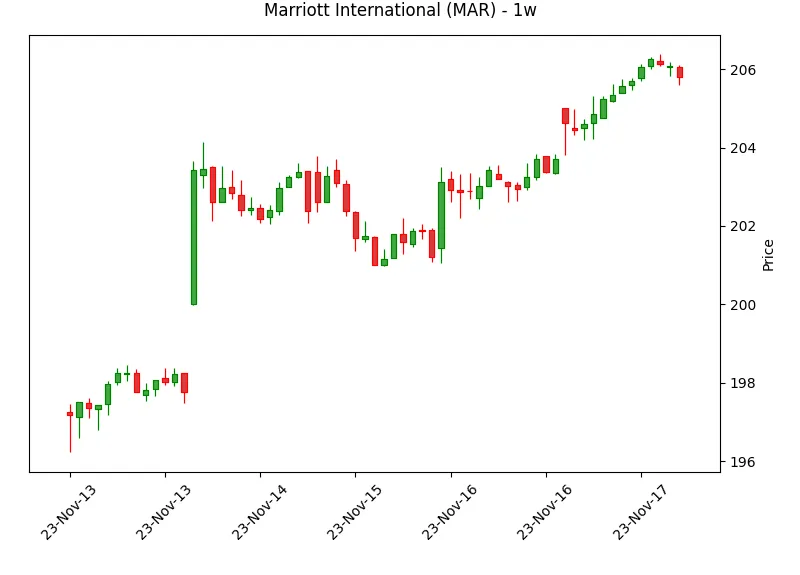 Marriott International (MAR) - 1w
206
204
202
200
198
196
Price
23-Nov-13
23-Nov-13
23-Nov-14
23-Nov-15
23-Nov-16
23-Nov-16
23-Nov-17